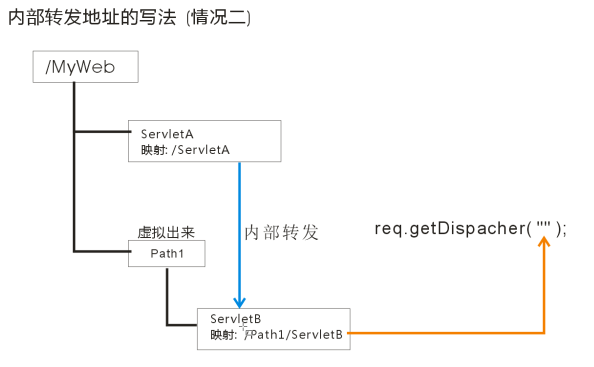 内部转发地址的写法 (情况二)
/MyWeb
ServletA
映射: /ServletA
虚拟出来
Path1
内部转发
req.getDispacher( "" );
ServletB
映射: /Path1/ServletB